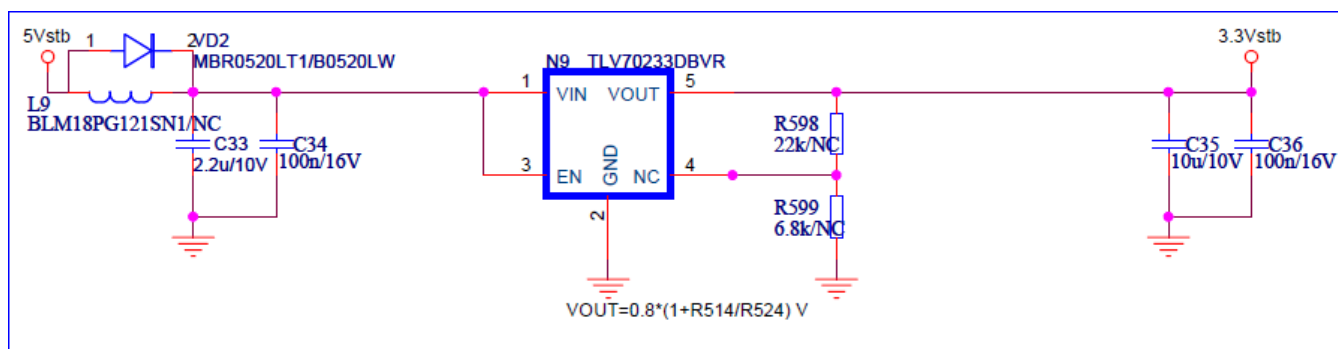 5Vstb
1
2
VD2
MBR0520LT1/B0520LW
L9
BLM18PG121SN1/NC
C33
2.2u/10V
C34
100n/16V
N9 TLV70233DBVR
1
VIN
VOUT
5
3
EN
GND
NC
4
2
R598
22k/NC
R599
6.8k/NC
3.3Vstb
C35
10u/10V
C36
100n/16V
VOUT=0.8*(1+R514/R524) V